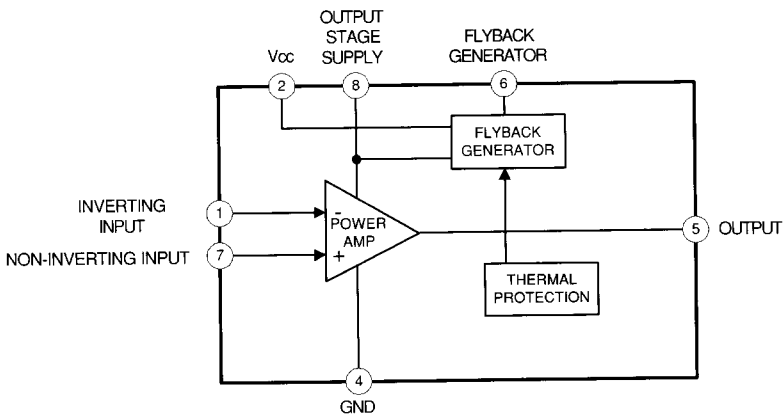 OUTPUT
STAGE
SUPPLY
FLYBACK
GENERATOR
Vcc
2
8
6
FLYBACK
GENERATOR
INVERTING
INPUT
1
-
POWER
AMP
NON-INVERTING INPUT
7
+
5
OUTPUT
THERMAL
PROTECTION
4
GND